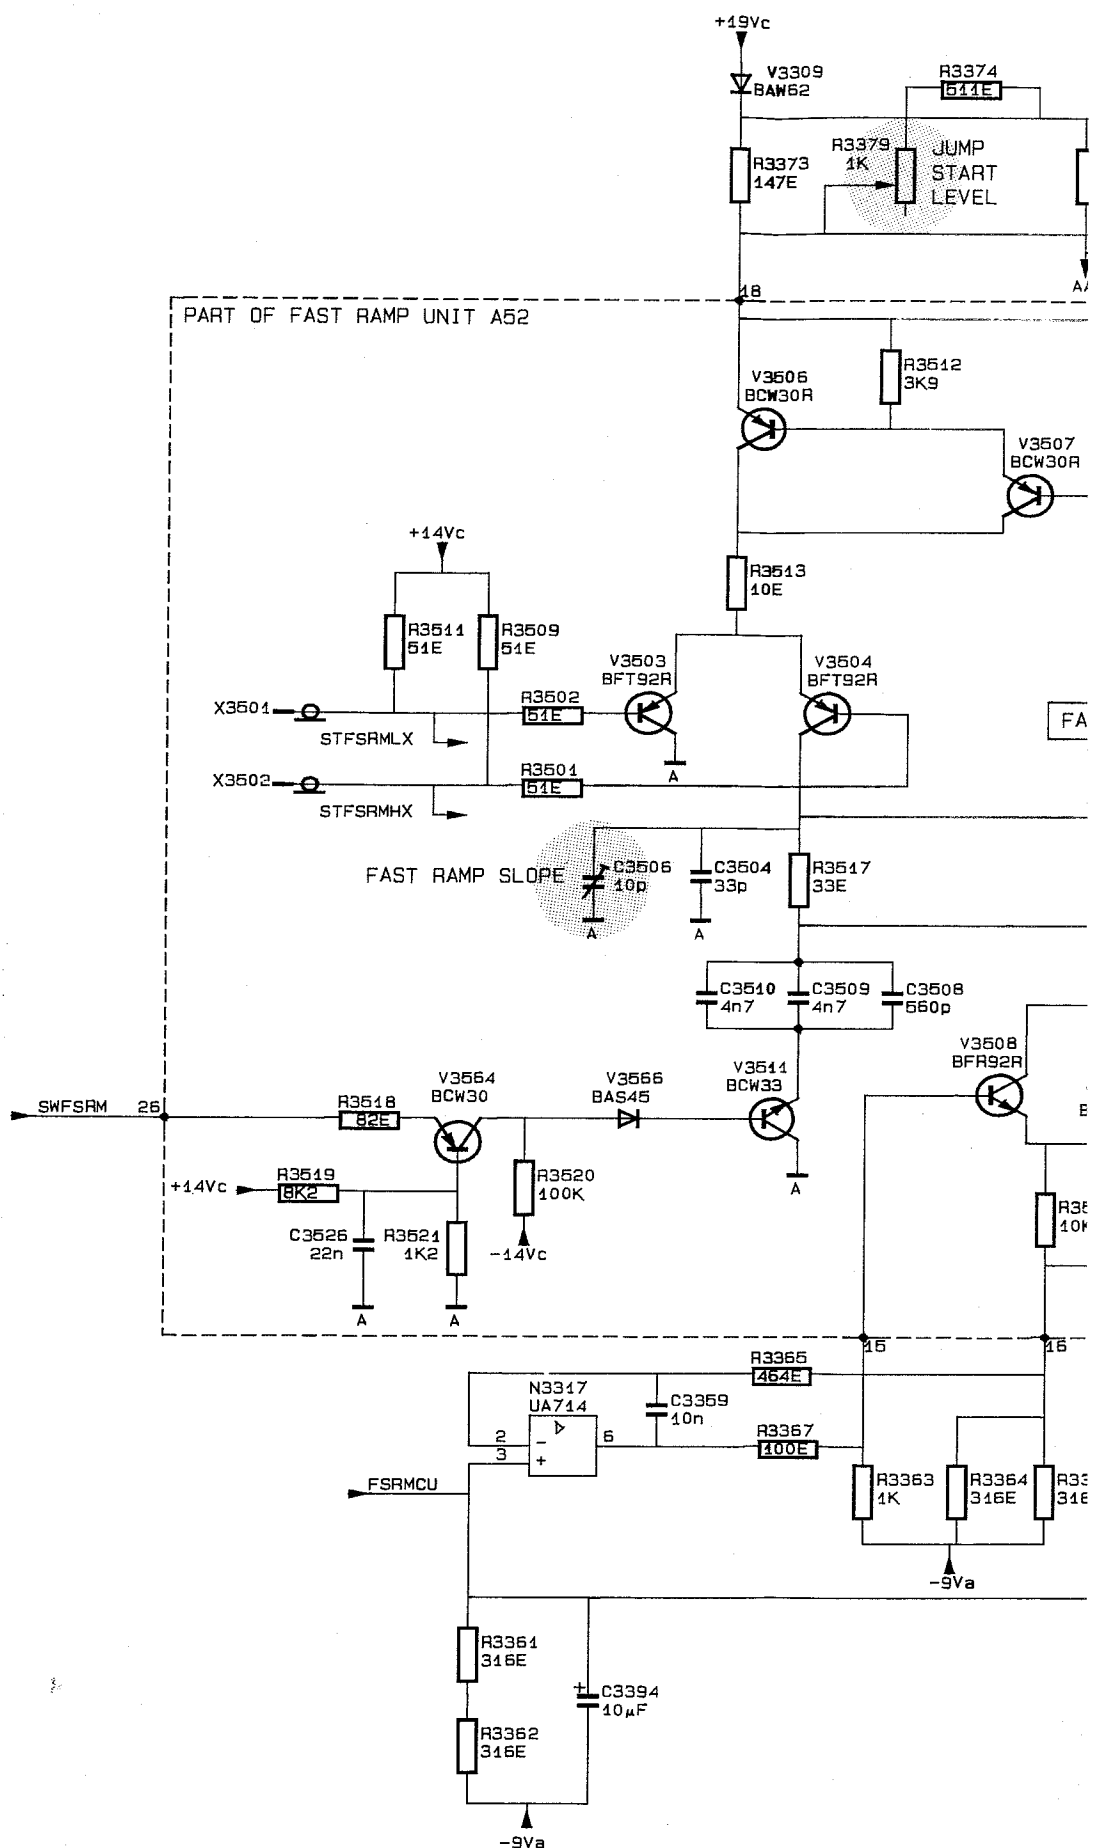 +19Vc
V3309
BAW62
R3374
511E
R3373
147E
R3379
1K
JUMP
START
LEVEL
18
PART OF FAST RAMP UNIT A52
V3506
BCW30R
R3512
3K9
V3507
BCW30R
+14Vc
R3513
10E
R3511
51E
R3509
51E
V3503
BFT92R
V3504
BFT92R
X3501
R3502
51E
STFSRMLX
A
FA
X3502
R3501
51E
STFSRMHX
FAST RAMP SLOPE
C3506
10p
C3504
33p
R3517
33E
A
A
C3510
4n7
C3509
4n7
C3508
560p
V3508
BFR92R
SWFSRM
26
R3518
82E
V3564
BCW30
V3566
BAS45
V3511
BCW33
+14Vc
R3519
8K2
R3520
100K
A
C3526
22n
R3521
1K2
-14Vc
10K
A
A
15
16
R3365
464E
N3317
UA714
C3359
10n
2
-
3
+
6
R3367
100E
FSRMCU
R3363
1K
R3364
316E
316E
-9Va
R3361
316E
C3394
+
10µF
R3362
316E
-9Va